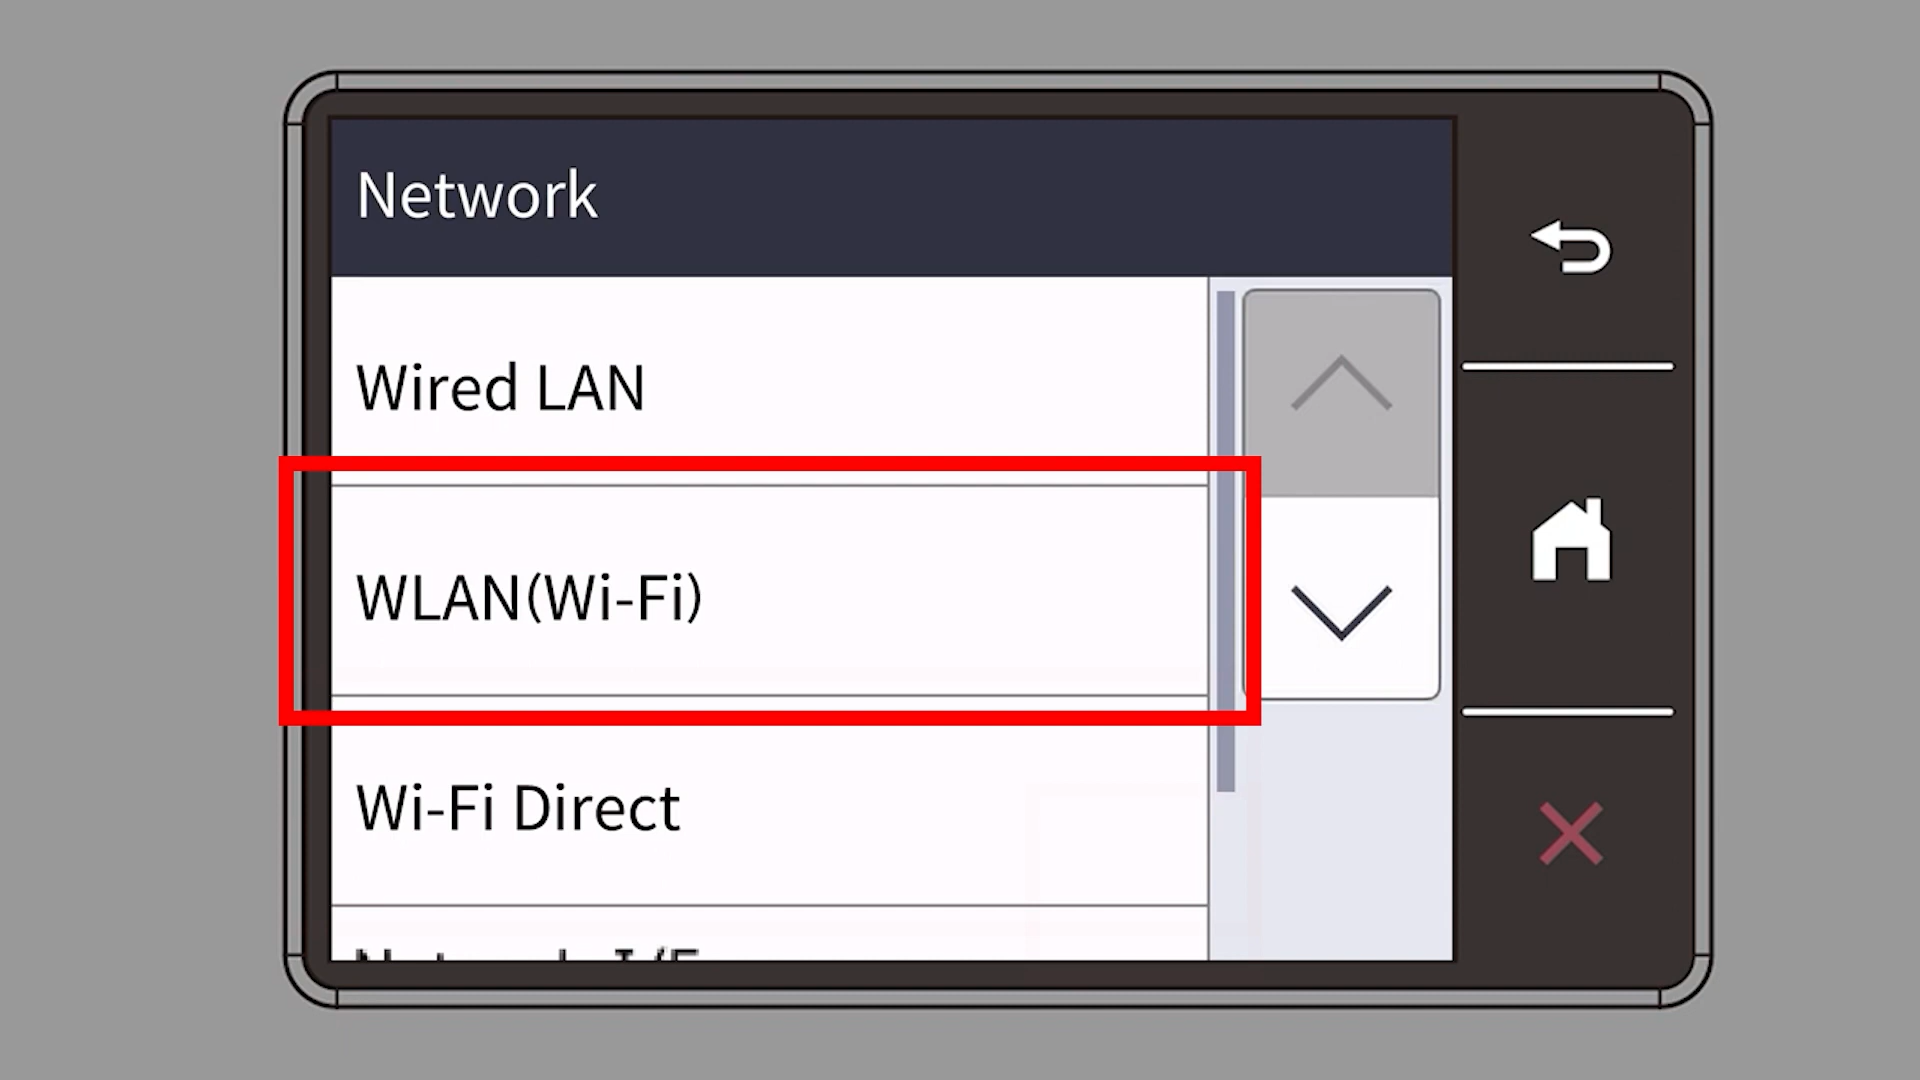 Network
Wired LAN
WLAN(Wi-Fi)
Wi-Fi Direct